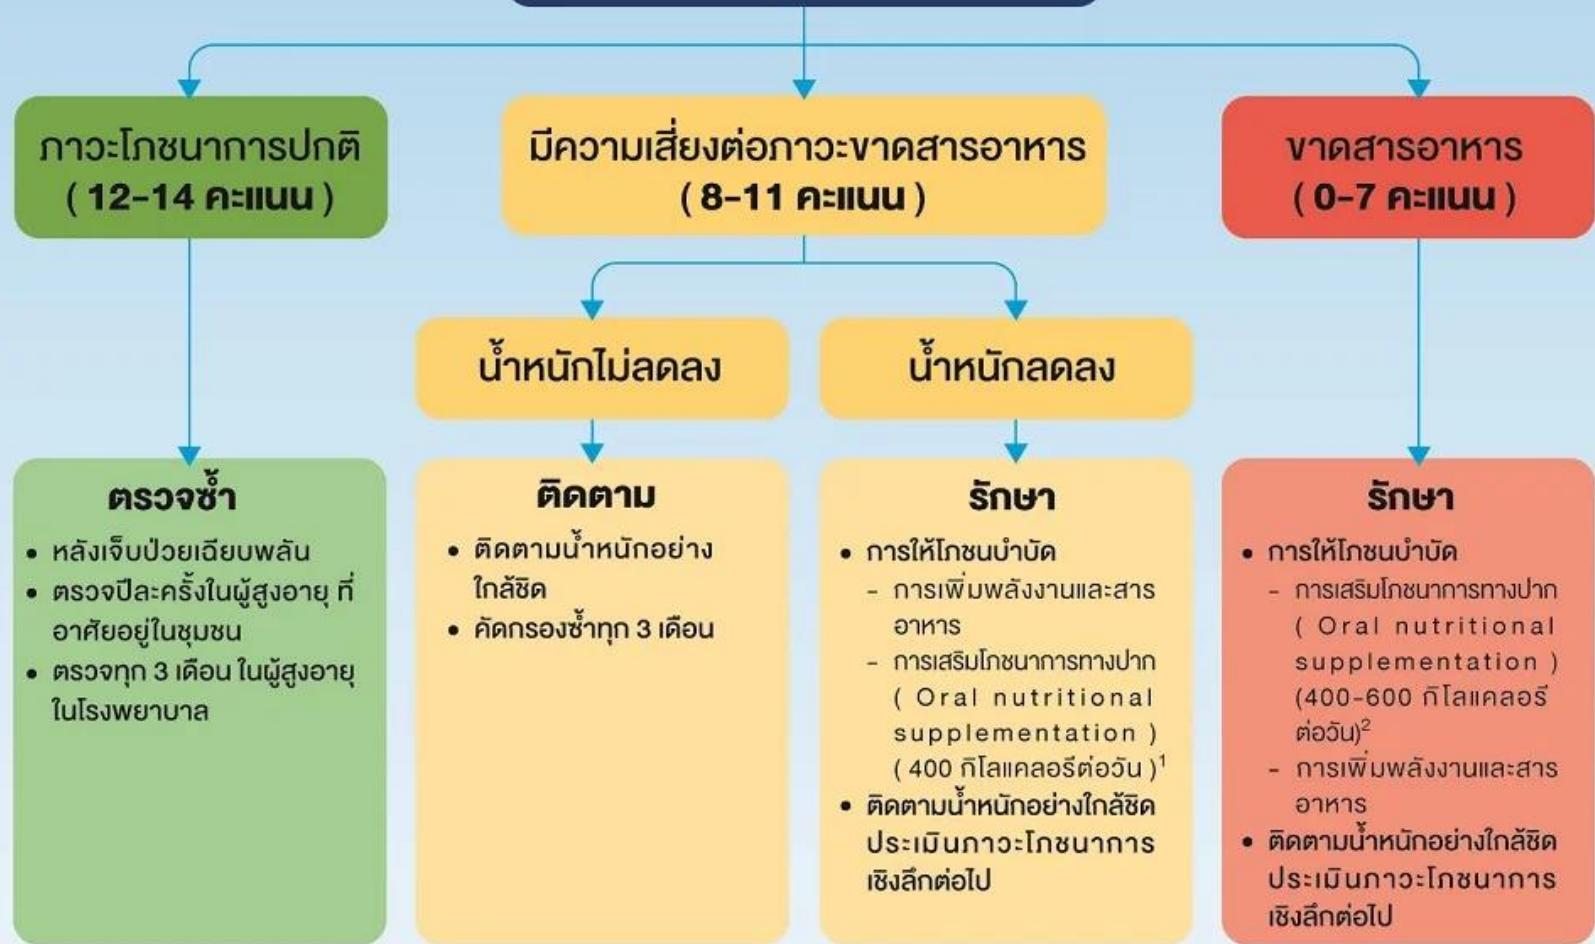 ภาวะโภชนาการปกติ
( 12-14 คะแนน )
มีความเสี่ยงต่อภาวะขาดสารอาหาร
( 8-11 คะแนน )
ขาดสารอาหาร
( 0-7 คะแนน )
น้ำหนักไม่ลดลง
น้ำหนักลดลง
ตรวจซ้ำ
• หลังเจ็บป่วยเฉียบพลัน
• ตรวจปีละครั้งในผู้สูงอายุ ที่
อาศัยอยู่ในชุมชน
• ตรวจทุก 3 เดือน ในผู้สูงอายุ
ในโรงพยาบาล
ติดตาม
• ติดตามน้ำหนักอย่าง
ใกล้ชิด
• คัดกรองซ้ำทุก 3 เดือน
รักษา
• การให้โภชนบำบัด
- การเพิ่มพลังงานและสาร
อาหาร
- การเสริมโภชนาการทางปาก
( Oral nutritional
supplementation )
( 400 กิโลแคลอรีต่อวัน )¹
• ติดตามน้ำหนักอย่างใกล้ชิด
ประเมินภาวะโภชนาการ
เชิงลึกต่อไป
รักษา
• การให้โภชนบำบัด
- การเสริมโภชนาการทางปาก
( Oral nutritional
supplementation )
(400-600 กิโลแคลอรี
ต่อวัน)²
- การเพิ่มพลังงานและสาร
อาหาร
• ติดตามน้ำหนักอย่างใกล้ชิด
ประเมินภาวะโภชนาการ
เชิงลึกต่อไป